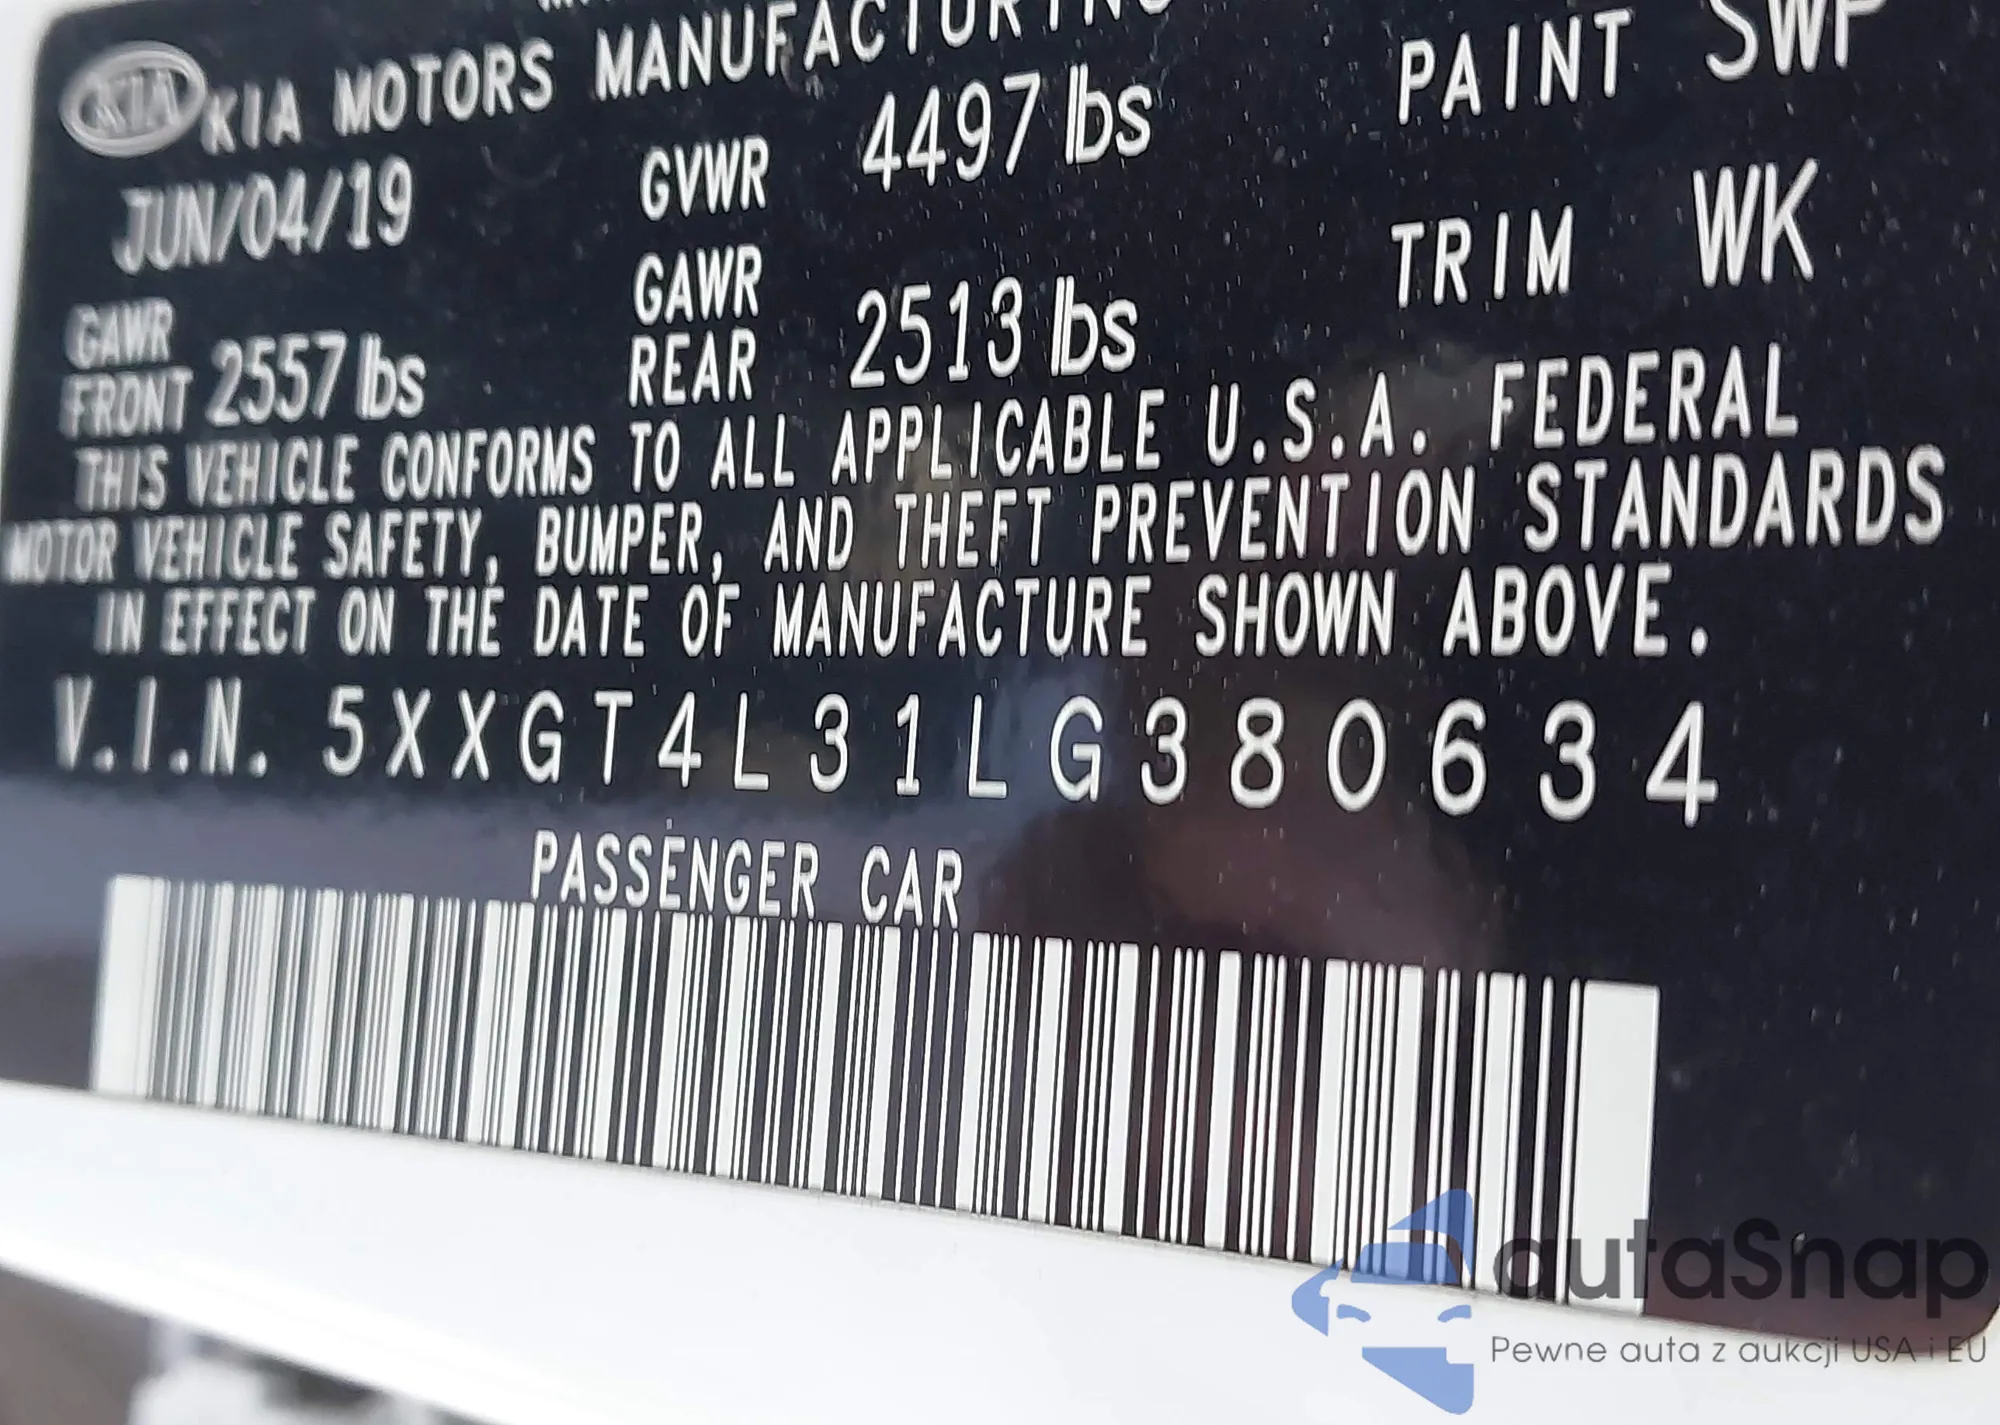 KIA KIA MOTORS MANUFACTURING
PAINT SWP
JUN/04/19 GVWR 4497 lbs
TRIM WK
GAWR FRONT 2557 lbs GAWR REAR 2513 lbs
THIS VEHICLE CONFORMS TO ALL APPLICABLE U.S.A. FEDERAL
MOTOR VEHICLE SAFETY, BUMPER, AND THEFT PREVENTION STANDARDS
IN EFFECT ON THE DATE OF MANUFACTURE SHOWN ABOVE.
V.I.N. 5XXGT4L31LG380634
PASSENGER CAR
autaSnap
Pewne auta z aukcji USA i EU